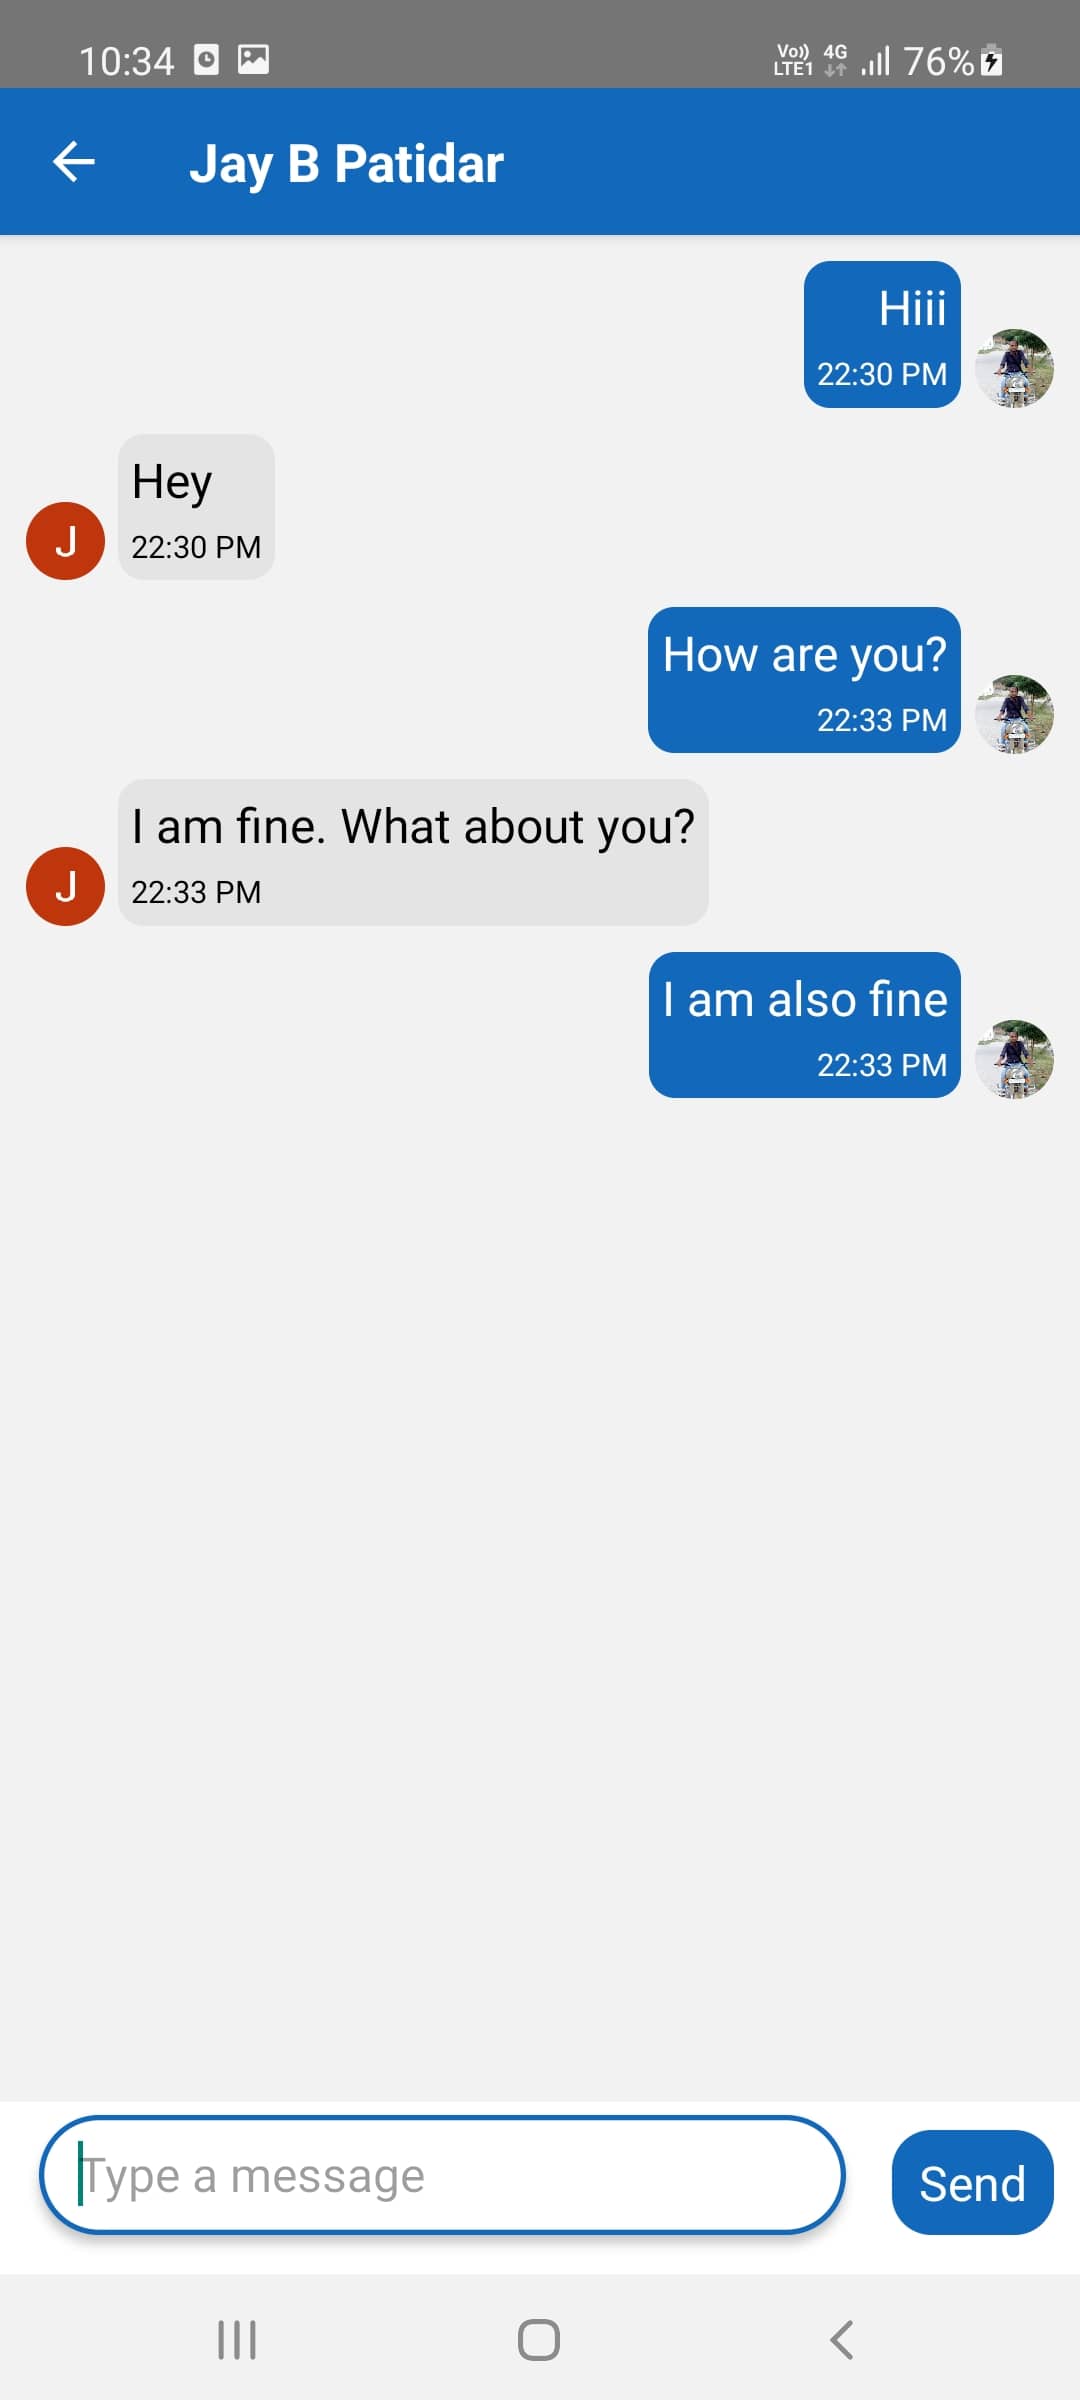 10:34
Vo)) 4G
LTE1
76%
Jay B Patidar
Hiii
22:30 PM
Hey
J
22:30 PM
How are you?
22:33 PM
I am fine. What about you?
J
22:33 PM
I am also fine
22:33 PM
Type a message
Send